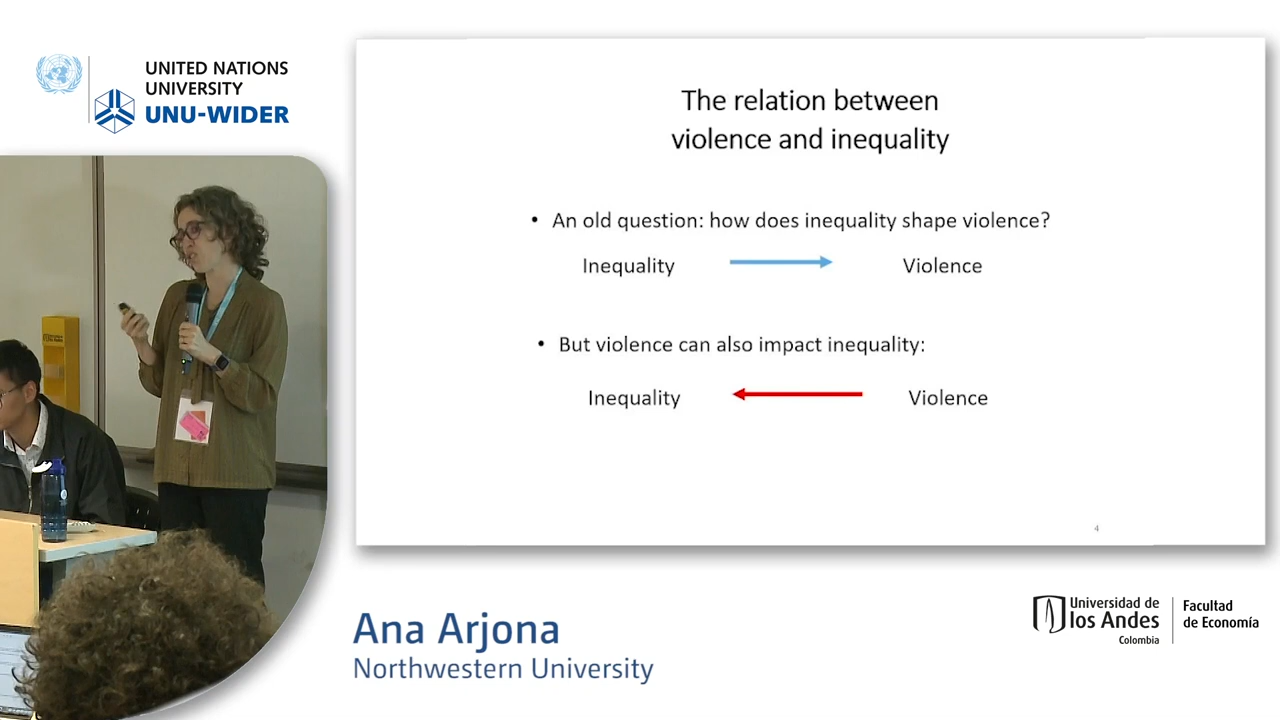 UNITED NATIONS
UNIVERSITY
UNU-WIDER
The relation between
violence and inequality
• An old question: how does inequality shape violence?
Inequality Violence
• But violence can also impact inequality:
Inequality Violence
4
Ana Arjona
Northwestern University
Universidad de
los Andes
Colombia
Facultad
de Economía